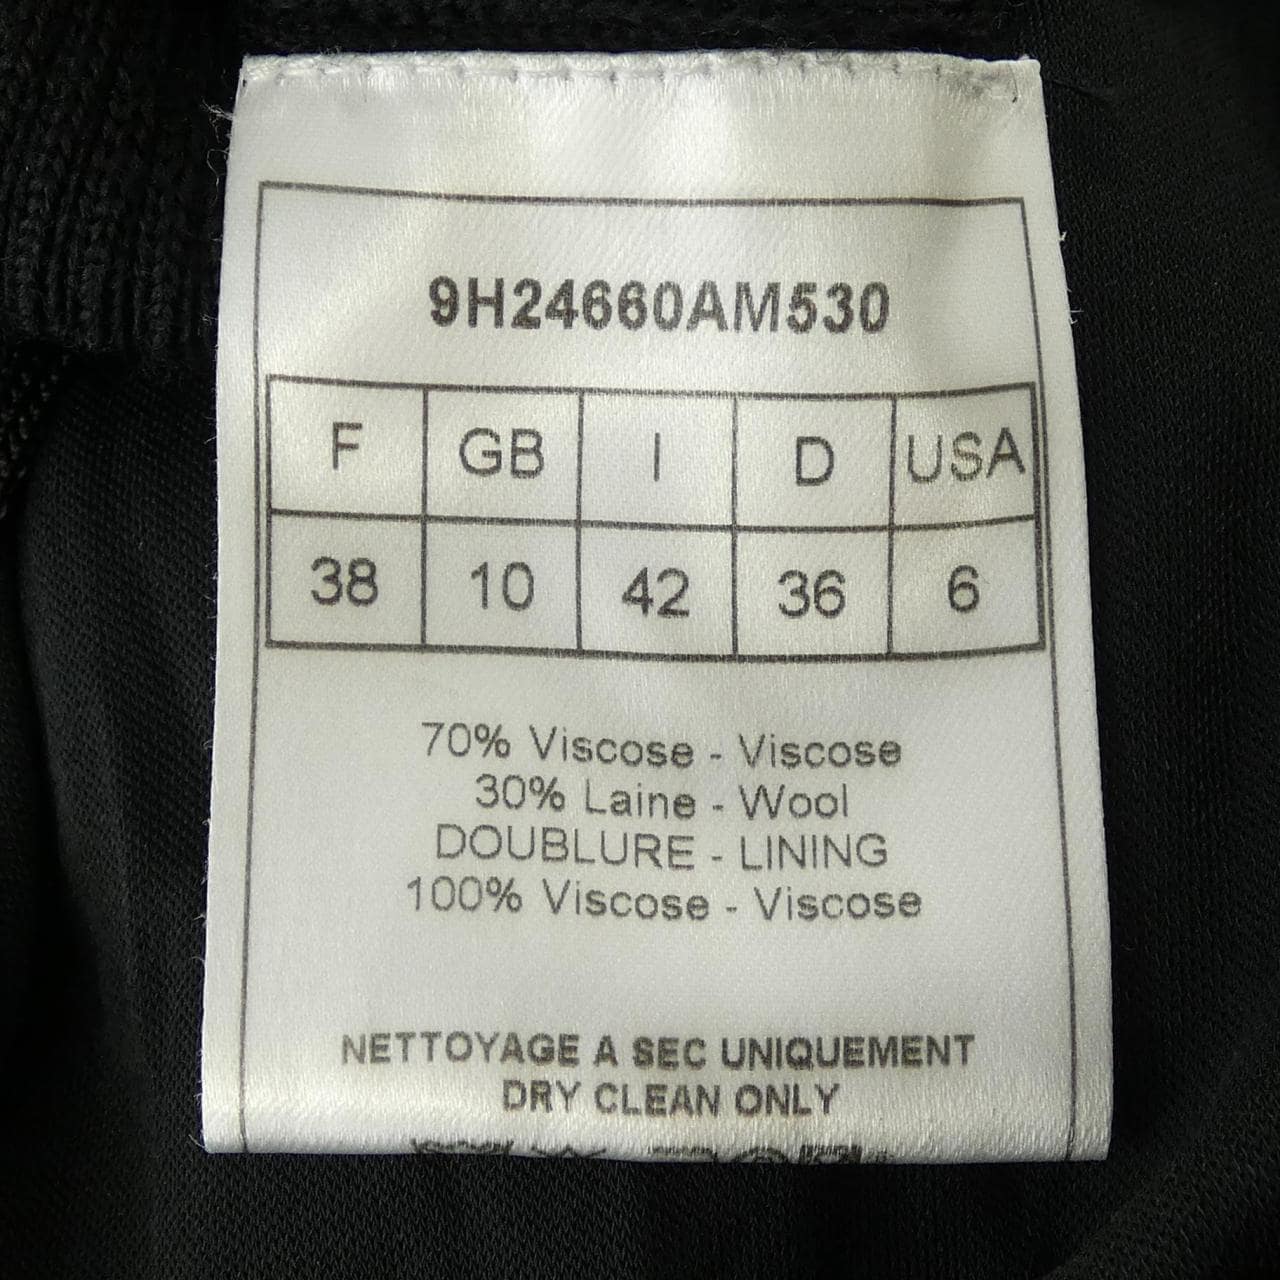 9H24660AM530
F GB I D USA
38 10 42 36 6
70% Viscose - Viscose
30% Laine - Wool
DOUBLURE - LINING
100% Viscose - Viscose
NETTOYAGE A SEC UNIQUEMENT
DRY CLEAN ONLY